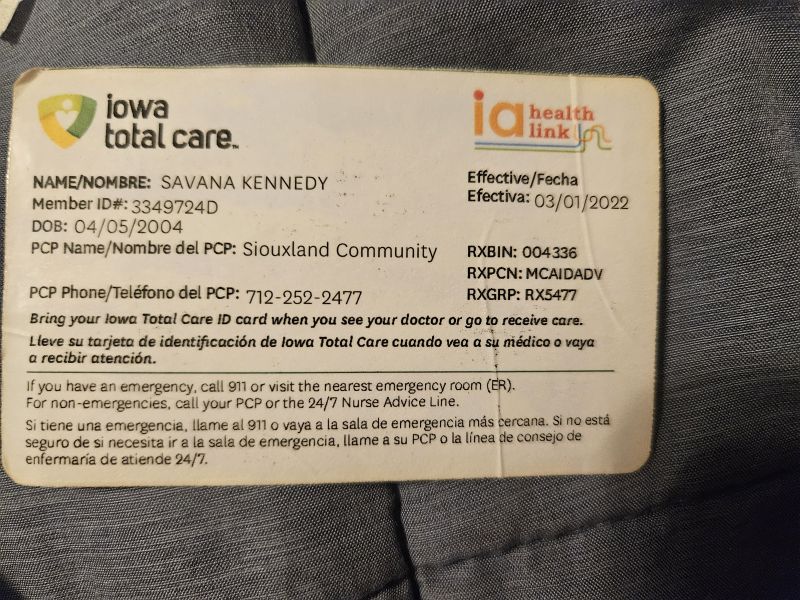 iowa
total care™
ia health
link
NAME/NOMBRE: SAVANA KENNEDY
Member ID#: 3349724D
DOB: 04/05/2004
PCP Name/Nombre del PCP: Siouxland Community
PCP Phone/Teléfono del PCP: 712-252-2477
Effective/Fecha
Efectiva: 03/01/2022
RXBIN: 004336
RXPCN: MCAIDADV
RXGRP: RX5477
Bring your Iowa Total Care ID card when you see your doctor or go to receive care.
Lleve su tarjeta de identificación de Iowa Total Care cuando vea a su médico o vaya
a recibir atención.
If you have an emergency, call 911 or visit the nearest emergency room (ER).
For non-emergencies, call your PCP or the 24/7 Nurse Advice Line.
Si tiene una emergencia, llame al 911 o vaya a la sala de emergencia más cercana. Si no está
seguro de si necesita ir a la sala de emergencia, llame a su PCP o la línea de consejo de
enfermaría de atiende 24/7.